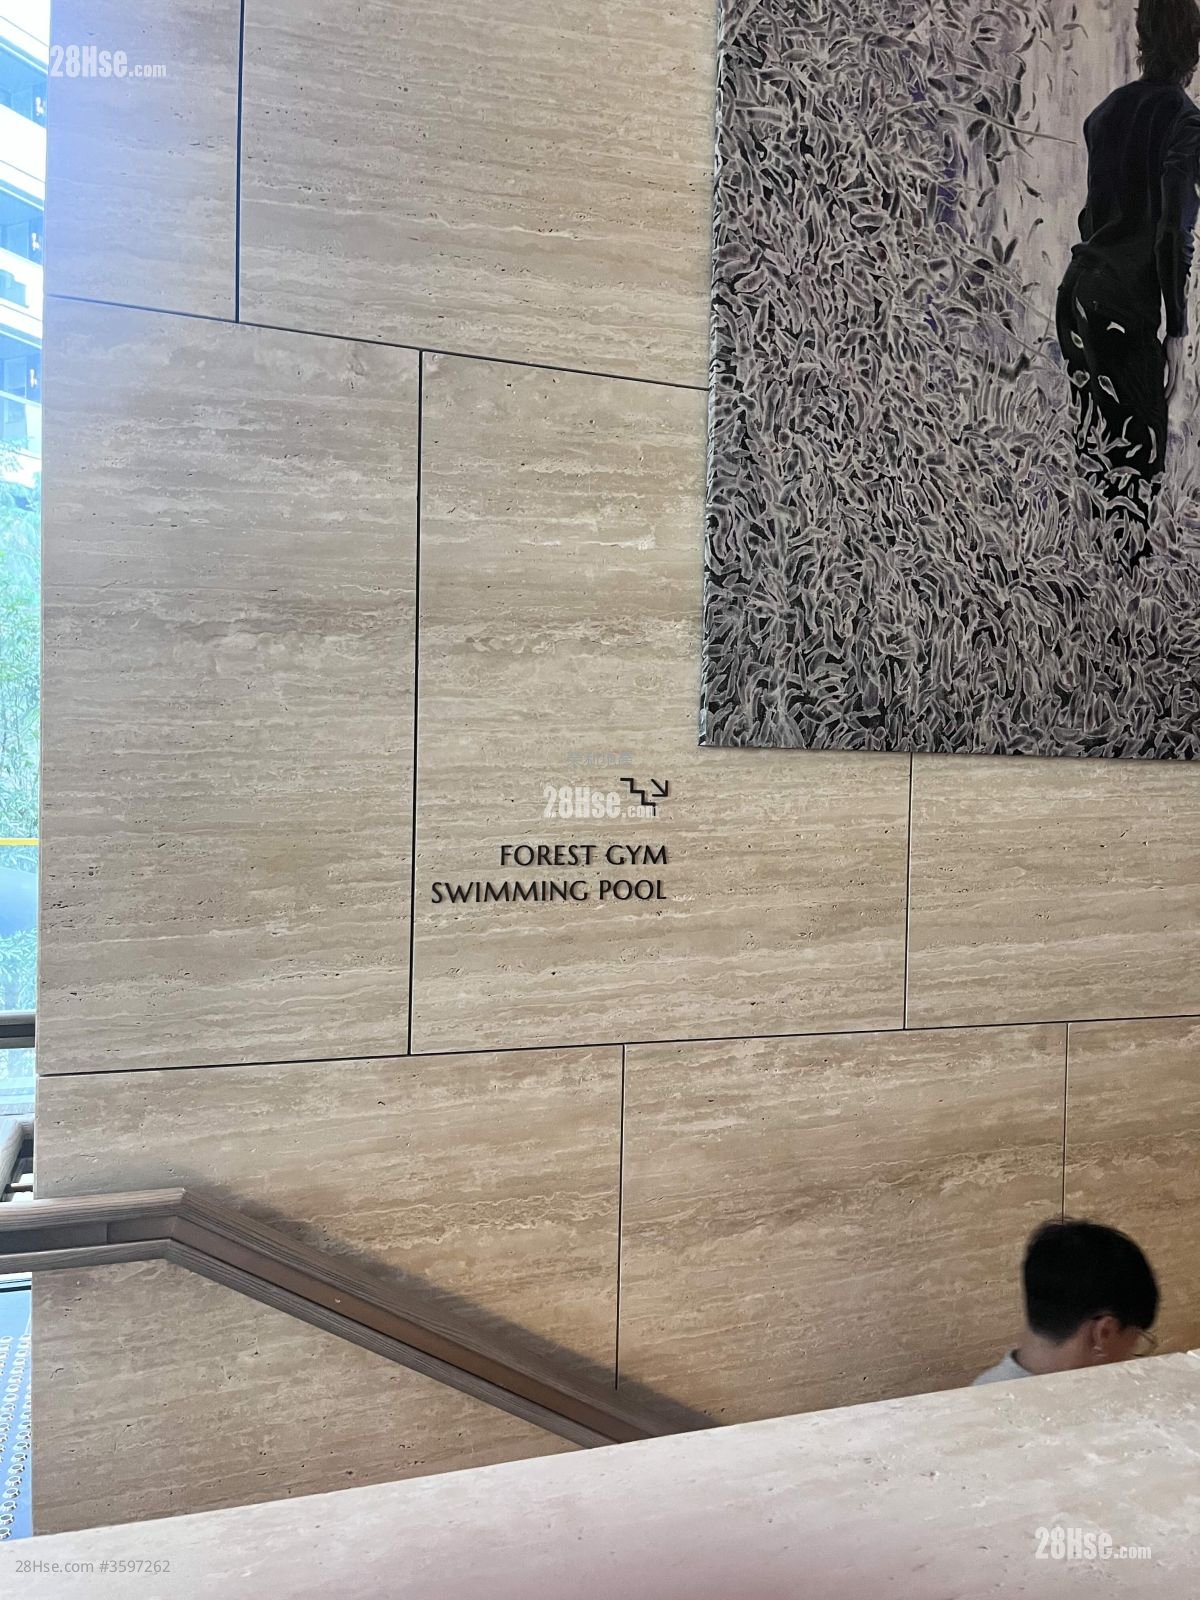 28Hse.com
28Hse.com
FOREST GYM
SWIMMING POOL
28Hse.com
28Hse.com #3597262